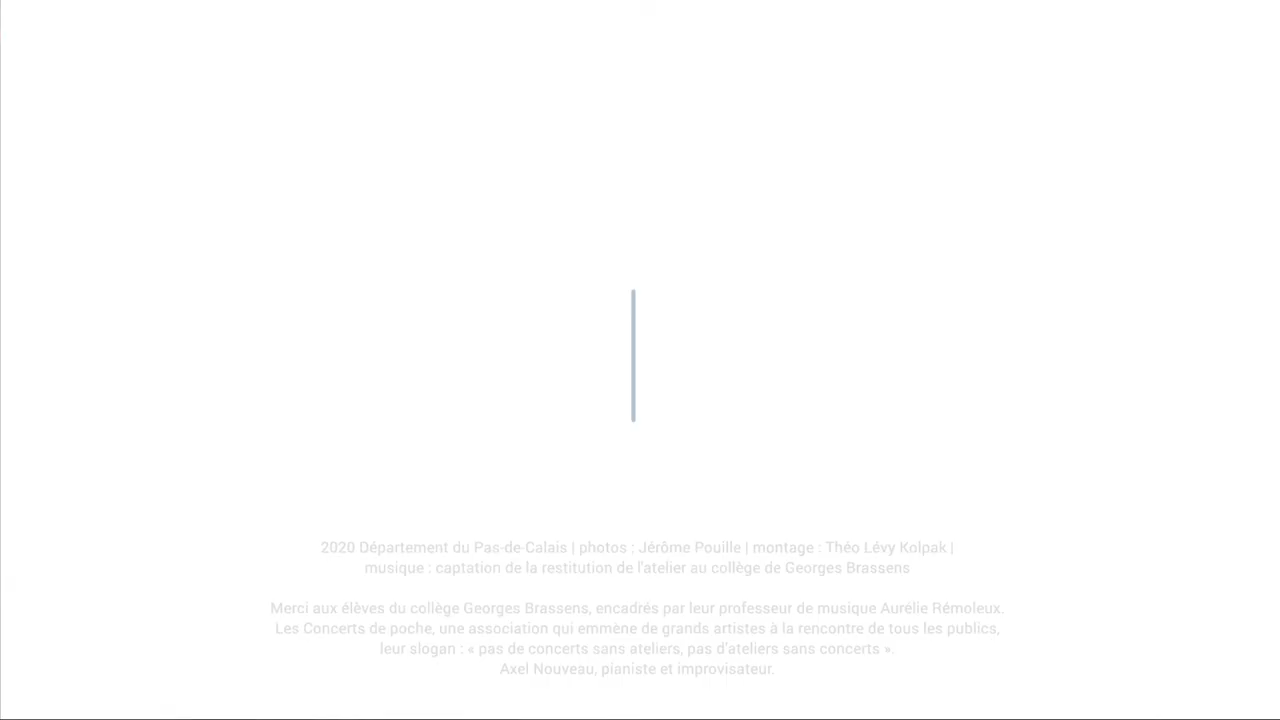 2020 Département du Pas-de-Calais | photos : Jérôme Pouille | montage : Théo Lévy Kolpak |
musique : captation de la restitution de l'atelier au collège de Georges Brassens
Merci aux élèves du collège Georges Brassens, encadrés par leur professeur de musique Aurélie Rémoleux.
Les Concerts de poche, une association qui emmène de grands artistes à la rencontre de tous les publics,
leur slogan : « pas de concerts sans ateliers, pas d'ateliers sans concerts ».
Axel Nouveau, pianiste et improvisateur.